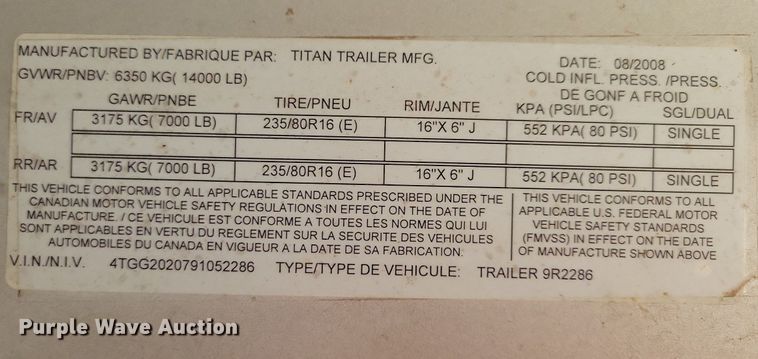 MANUFACTURED BY/FABRIQUE PAR: TITAN TRAILER MFG. DATE: 08/2008
GVWR/PNBV: 6350 KG( 14000 LB) COLD INFL. PRESS. /PRESS.
DE GONF A FROID
GAWR/PNBE TIRE/PNEU RIM/JANTE KPA (PSI/LPC) SGL/DUAL
FR/AV 3175 KG( 7000 LB) 235/80R16 (E) 16"X 6" J 552 KPA( 80 PSI) SINGLE
RR/AR 3175 KG( 7000 LB) 235/80R16 (E) 16"X 6" J 552 KPA( 80 PSI) SINGLE
THIS VEHICLE CONFORMS TO ALL APPLICABLE STANDARDS PRESCRIBED UNDER THE
CANADIAN MOTOR VEHICLE SAFETY REGULATIONS IN EFFECT ON THE DATE OF
MANUFACTURE. / CE VEHICULE EST CONFORME A TOUTES LES NORMES QUI LUI
SONT APPLICABLES EN VERTU DU REGLEMENT SUR LA SECURITE DES VEHICULES
AUTOMOBILES DU CANADA EN VIGUEUR A LA DATE DE SA FABRICATION.
THIS VEHICLE CONFORMS TO ALL
APPLICABLE U.S. FEDERAL MOTOR
VEHICLE SAFETY STANDARDS
(FMVSS) IN EFFECT ON THE DATE
OF MANUFACTURE SHOWN ABOVE
V.I.N./N.I.V. 4TGG2020791052286 TYPE/TYPE DE VEHICULE: TRAILER 9R2286
Purple Wave Auction